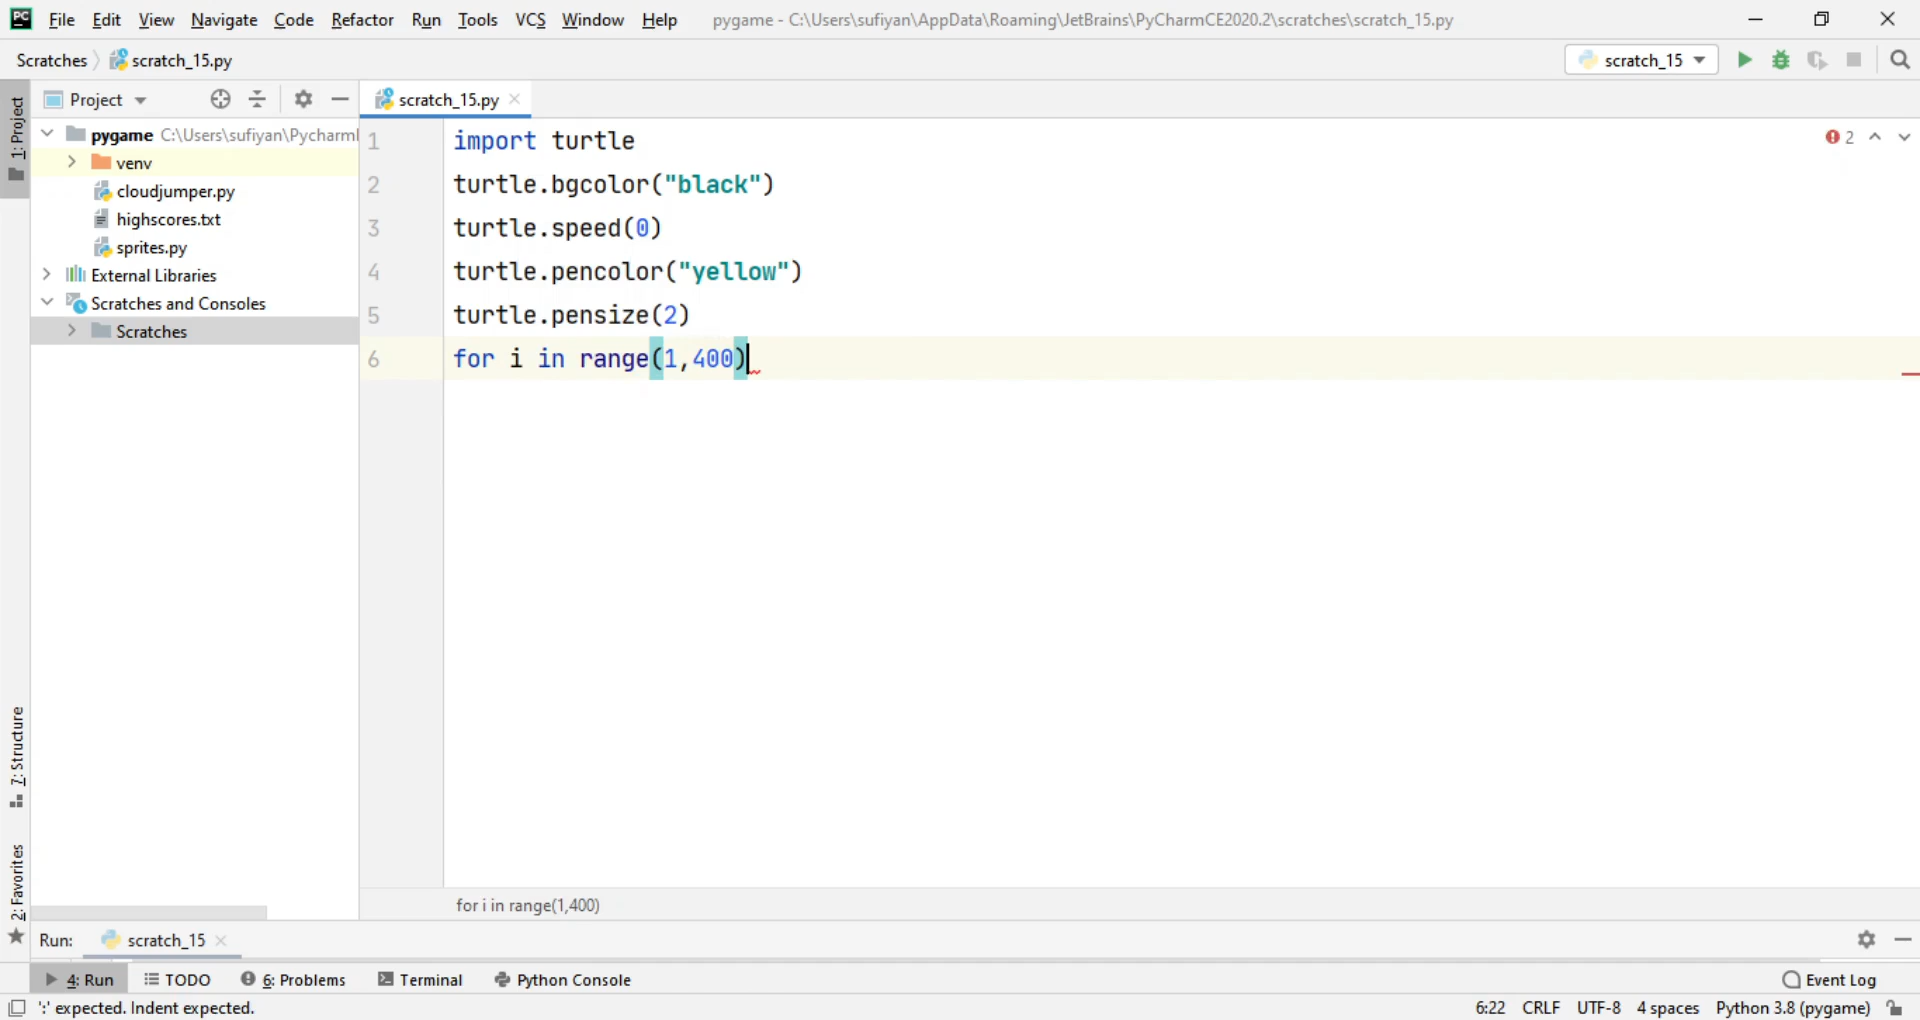 PC File Edit View Navigate Code Refactor Run Tools VCS Window Help pygame - C:\Users\sufiyan\AppData\Roaming\JetBrains\PyCharmCE2020.2\scratches\scratch_15.py
Scratches scratch_15.py scratch_15
1: Project
Project
scratch_15.py
pygame C:\Users\sufiyan\Pycharml
venv
cloudjumper.py
highscores.txt
sprites.py
External Libraries
Scratches and Consoles
Scratches
1 import turtle
2 turtle.bgcolor("black")
3 turtle.speed(0)
4 turtle.pencolor("yellow")
5 turtle.pensize(2)
6 for i in range(1,400)
2
7: Structure
2: Favorites
for i in range(1,400)
Run: scratch_15
4: Run TODO 6: Problems Terminal Python Console Event Log
':' expected. Indent expected. 6:22 CRLF UTF-8 4 spaces Python 3.8 (pygame)